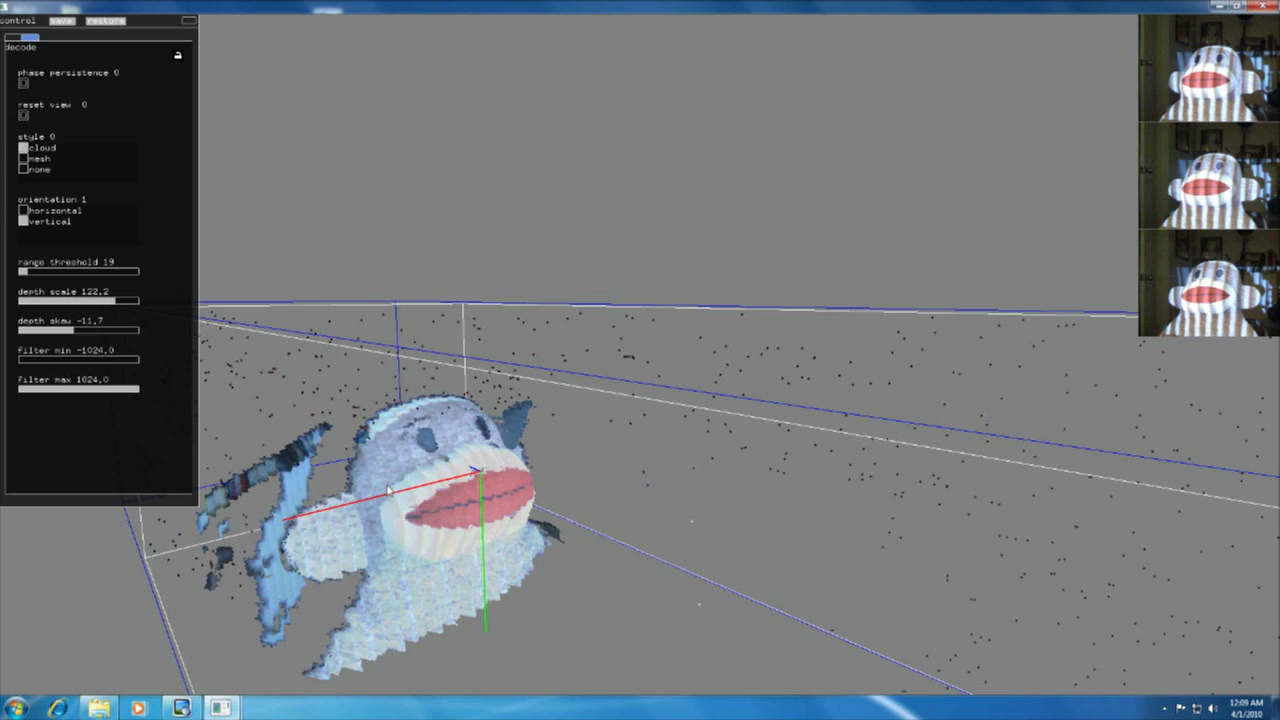 control save restore
decode
phase persistence 0
reset view 0
style 0
cloud
mesh
none
orientation 1
horizontal
vertical
range threshold 19
depth scale 122.2
depth skew -11.7
filter min -1024.0
filter max 1024.0
12:09 AM
4/1/2010